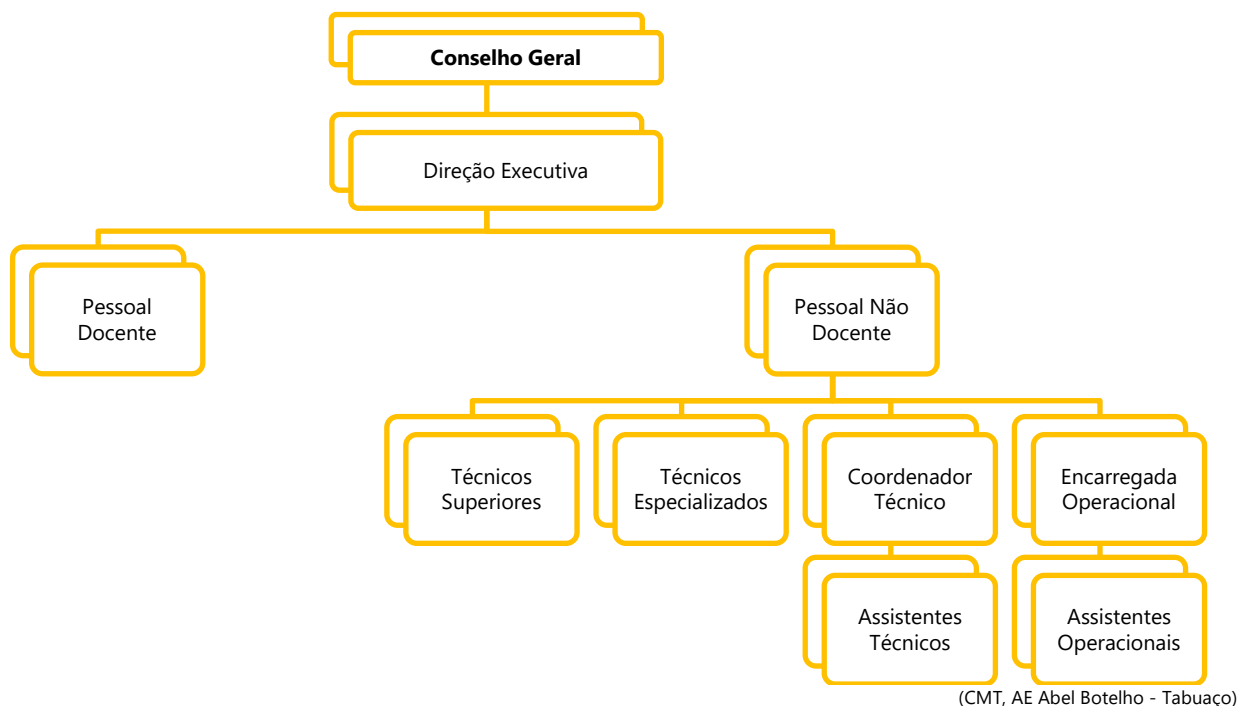 Conselho Geral
Direção Executiva
Pessoal
Docente
Pessoal Não
Docente
Técnicos
Superiores
Técnicos
Especializados
Coordenador
Técnico
Encarregada
Operacional
Assistentes
Técnicos
Assistentes
Operacionais
(CMT, AE Abel Botelho - Tabuaço)